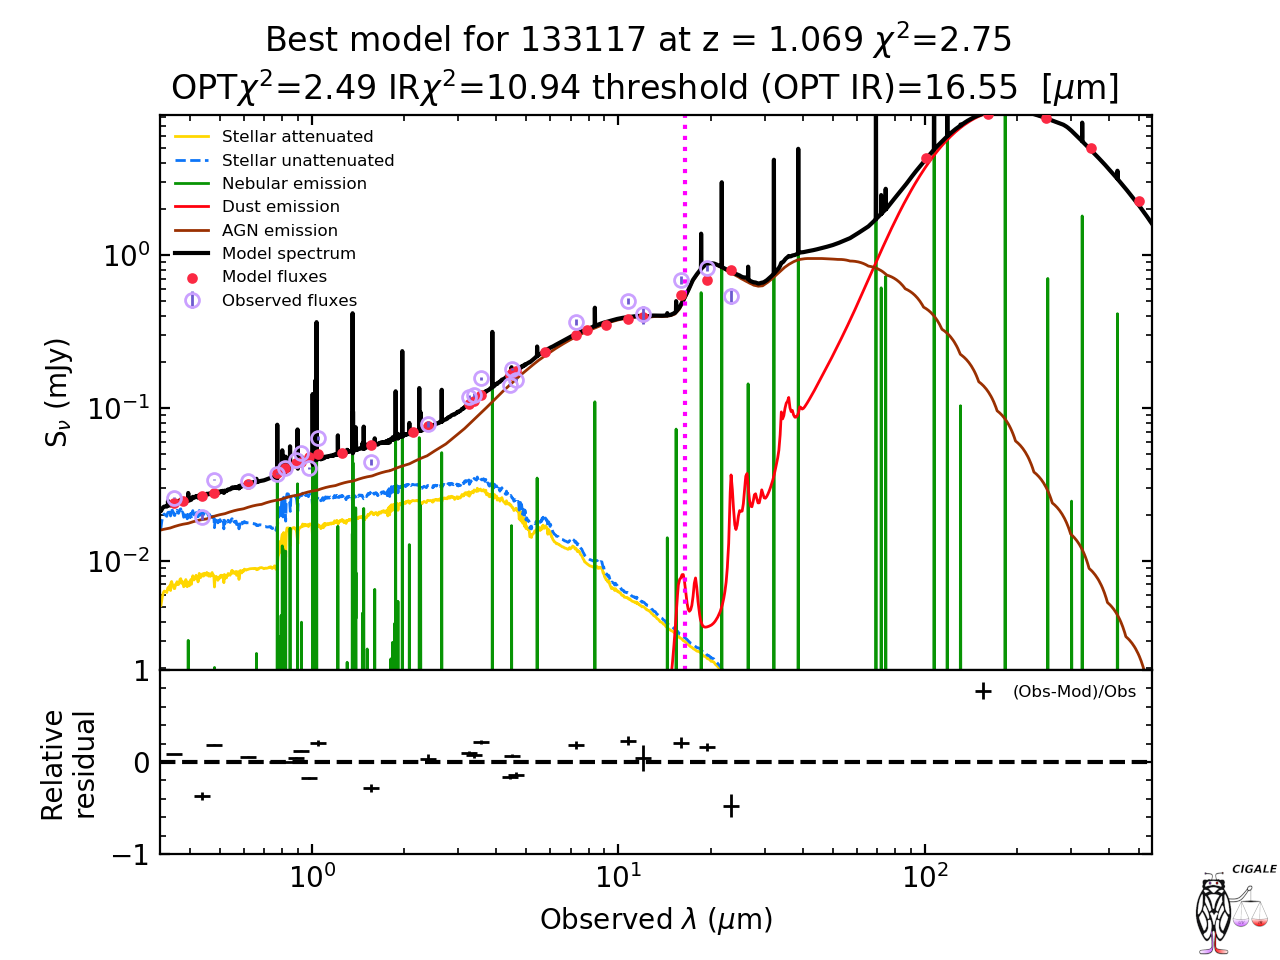 Best model for 133117 at z = 1.069 χ²=2.75
OPTχ²=2.49 IRχ²=10.94 threshold (OPT IR)=16.55 [μm]
Stellar attenuated
Stellar unattenuated
Nebular emission
Dust emission
AGN emission
Model spectrum
Model fluxes
Observed fluxes
S_ν (mJy)
10⁰
10⁻¹
10⁻²
1
0
−1
Relative
residual
(Obs-Mod)/Obs
10⁰ 10¹ 10²
Observed λ (μm)
CIGALE